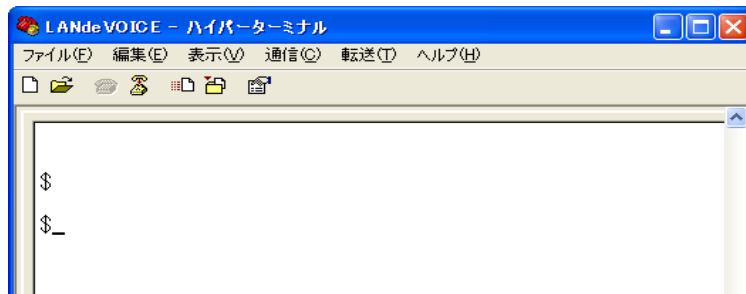 LANdeVOICE - ハイパーターミナル
ファイル(F) 編集(E) 表示(V) 通信(C) 転送(T) ヘルプ(H)
$
$_